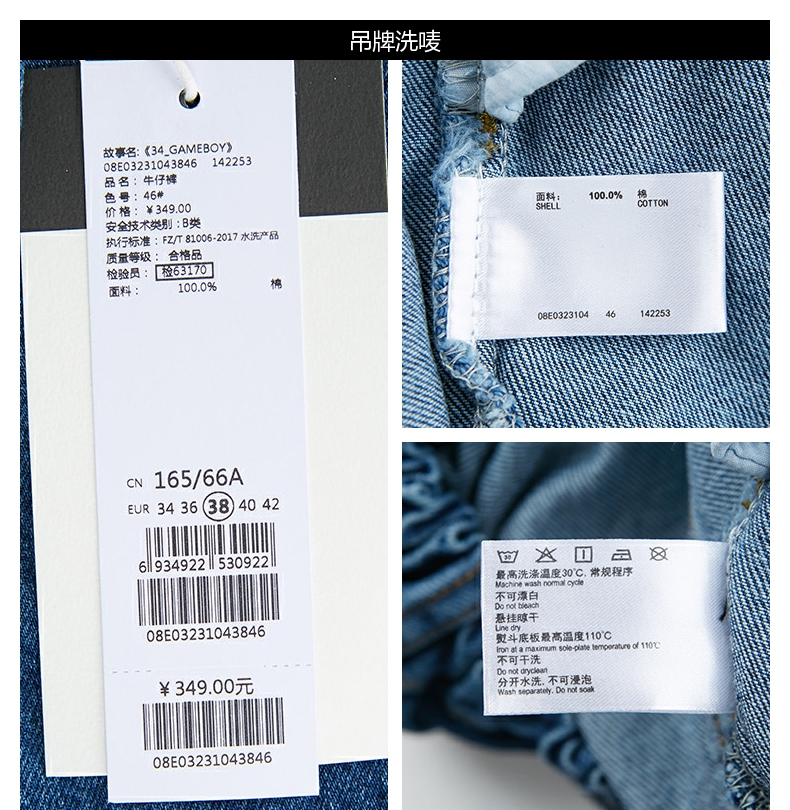 吊牌洗唛
故事名:《34_GAMEBOY》
08E03231043846 142253
品名：牛仔裤
色号：46#
价格：￥349.00
安全技术类别：B类
执行标准：FZ/T 81006-2017 水洗产品
质量等级：合格品
检验员：检63170
面料： 100.0% 棉
CN 165/66A
EUR 34 36 38 40 42
6 934922 530922
08E03231043846
￥349.00元
08E03231043846
面料： 100.0% 棉
SHELL COTTON
08E0323104 46 142253
30
最高洗涤温度30℃, 常规程序
Machine wash normal cycle
不可漂白
Do not bleach
悬挂晾干
Line dry
熨斗底板最高温度110℃
Iron at a maximum sole-plate temperature of 110℃
不可干洗
Do not dryclean
分开水洗, 不可浸泡
Wash separately. Do not soak